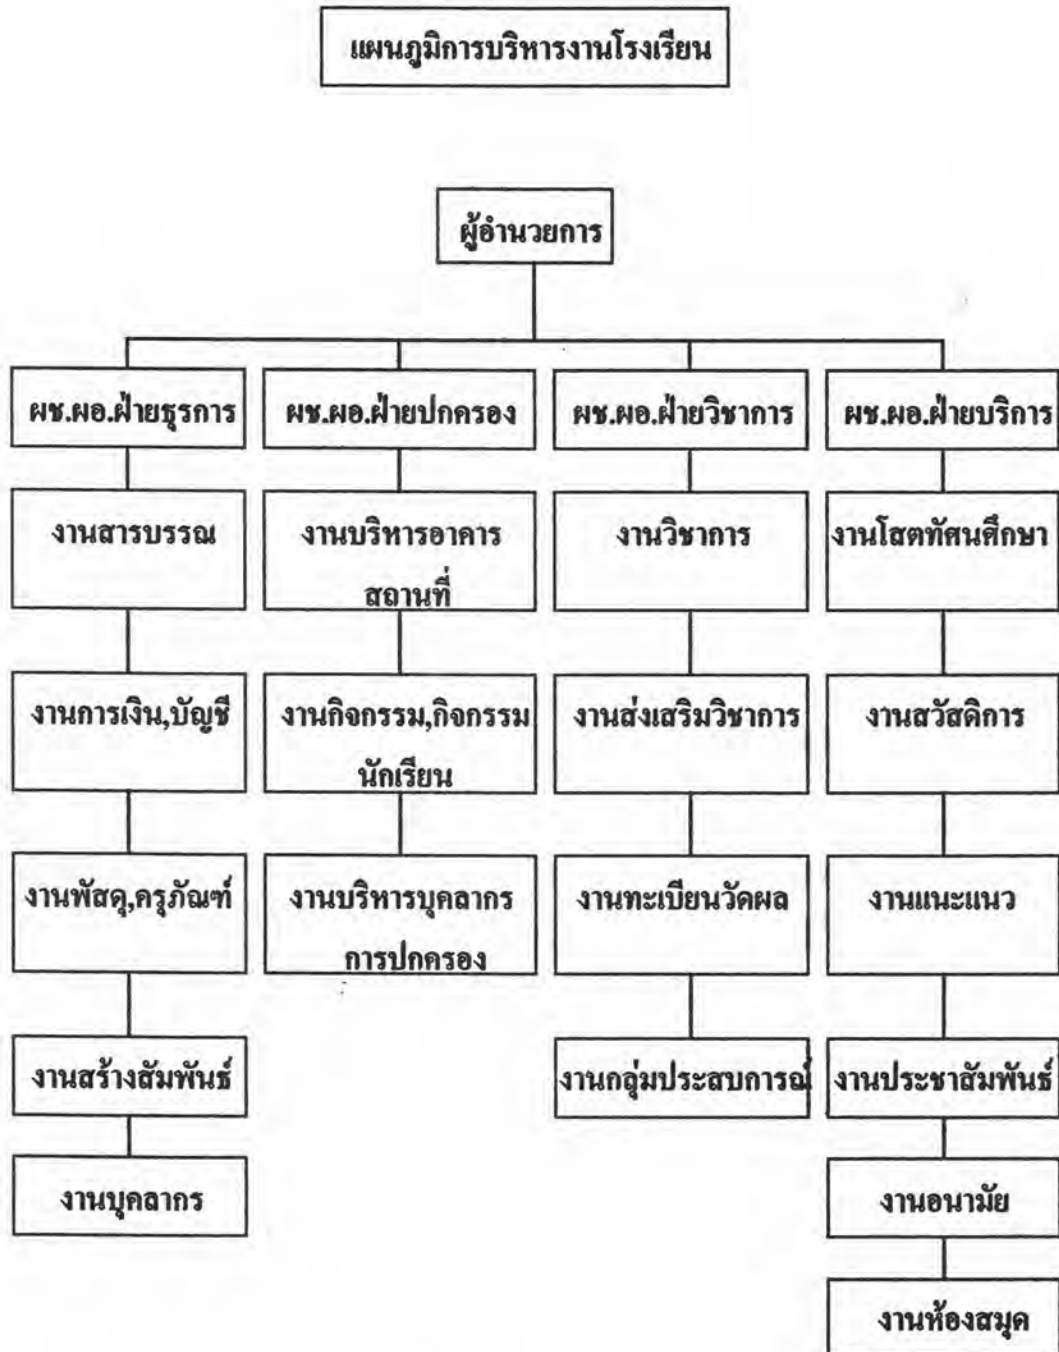 แผนภูมิการบริหารงานโรงเรียน
ผู้อำนวยการ
ผช.ผอ.ฝ่ายธุรการ
ผช.ผอ.ฝ่ายปกครอง
ผช.ผอ.ฝ่ายวิชาการ
ผช.ผอ.ฝ่ายบริการ
งานสารบรรณ
งานบริหารอาคาร
สถานที่
งานวิชาการ
งานโสตทัศนศึกษา
งานการเงิน,บัญชี
งานกิจกรรม,กิจกรรม
นักเรียน
งานส่งเสริมวิชาการ
งานสวัสดิการ
งานพัสดุ,ครุภัณฑ์
งานบริหารบุคลากร
การปกครอง
งานทะเบียนวัดผล
งานแนะแนว
งานสร้างสัมพันธ์
งานกลุ่มประสบการณ์
งานประชาสัมพันธ์
งานบุคลากร
งานอนามัย
งานห้องสมุด